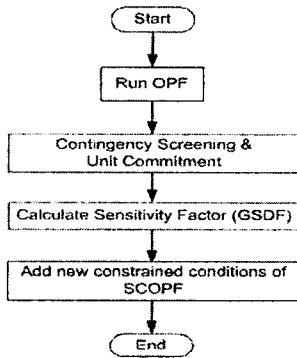 Start
Run OPF
Contingency Screening &
Unit Commitment
Calculate Sensitivity Factor (GSDF)
Add new constrained conditions of
SCOPF
End